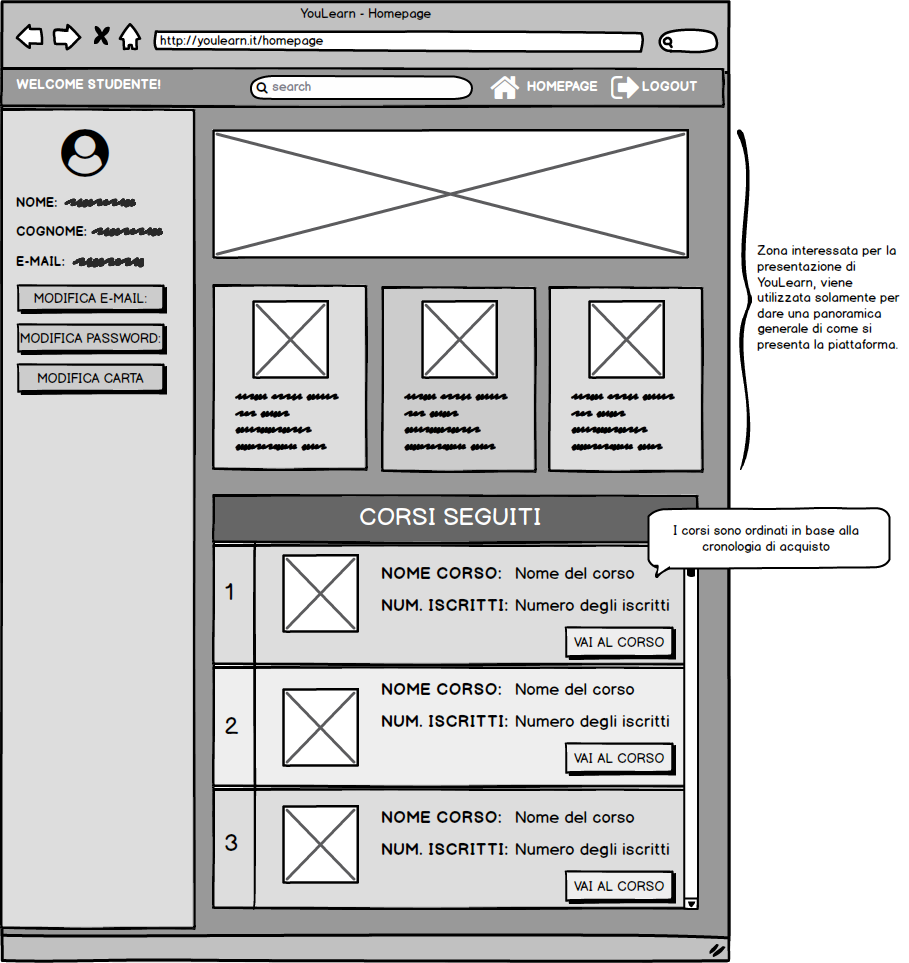 YouLearn - Homepage
http://youlearn.it/homepage
WELCOME STUDENTE!
search
HOMEPAGE
LOGOUT
NOME:
COGNOME:
E-MAIL:
MODIFICA E-MAIL:
MODIFICA PASSWORD:
MODIFICA CARTA
Zona interessata per la
presentazione di
YouLearn, viene
utilizzata solamente per
dare una panoramica
generale di come si
presenta la piattaforma.
CORSI SEGUITI
I corsi sono ordinati in base alla
cronologia di acquisto
1
NOME CORSO: Nome del corso
NUM. ISCRITTI: Numero degli iscritti
VAI AL CORSO
2
NOME CORSO: Nome del corso
NUM. ISCRITTI: Numero degli iscritti
VAI AL CORSO
3
NOME CORSO: Nome del corso
NUM. ISCRITTI: Numero degli iscritti
VAI AL CORSO